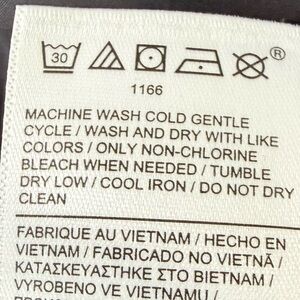 30
®
1166
MACHINE WASH COLD GENTLE
CYCLE / WASH AND DRY WITH LIKE
COLORS / ONLY NON-CHLORINE
BLEACH WHEN NEEDED / TUMBLE
DRY LOW / COOL IRON / DO NOT DRY
CLEAN
FABRIQUE AU VIETNAM / HECHO EN
VIETNAM / FABRICADO NO VIETNÃ /
ΚΑΤΑΣΚΕΥΑΣΤΗΚΕ ΣΤΟ ΒΙΕΤΝΑΜ /
VYROBENO VE VIETNAMU /